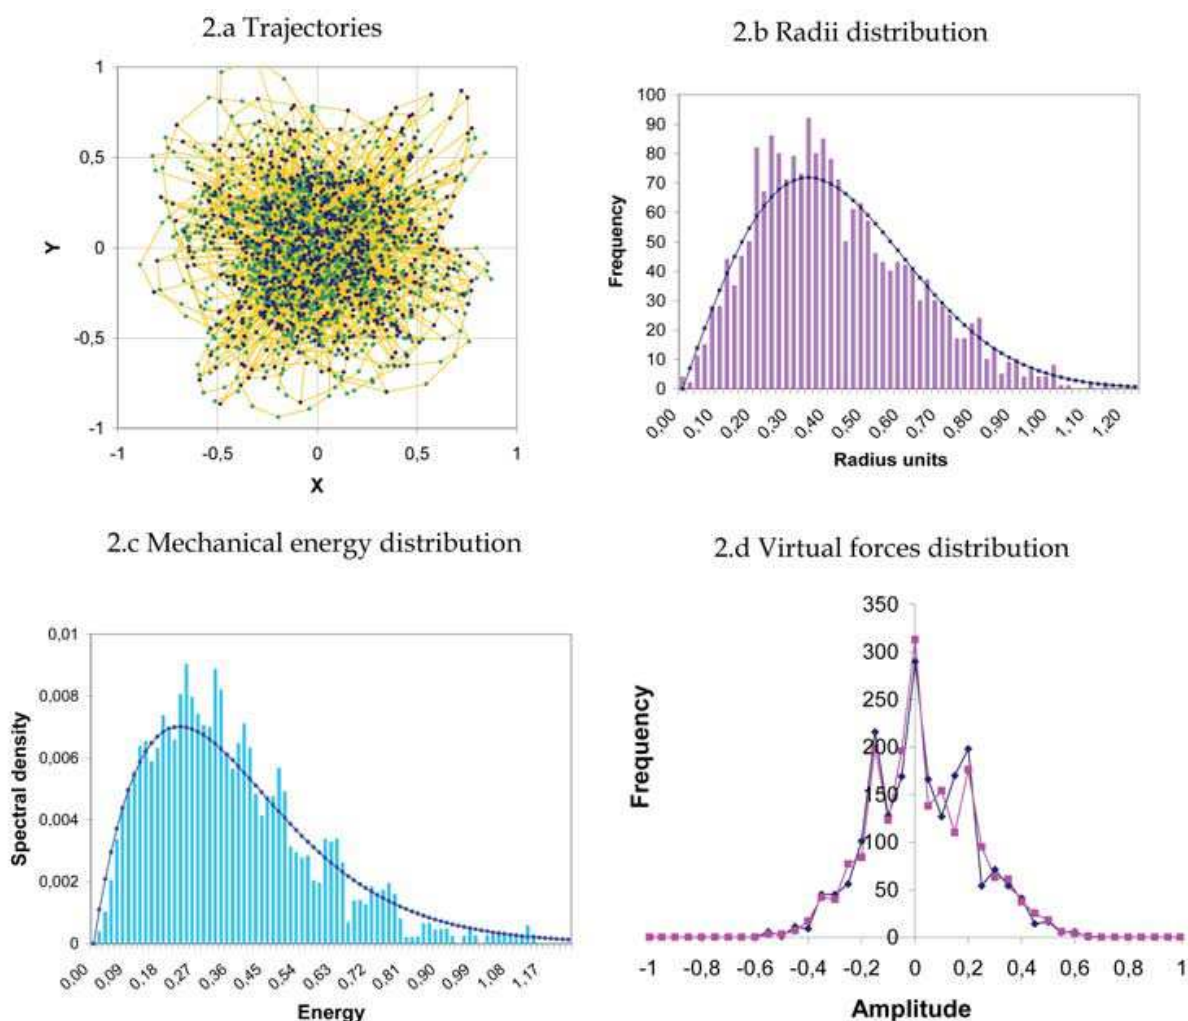 2.a Trajectories
1
0,5
Y
0
-0,5
-1
-1 -0,5 0 0,5 1
X
2.b Radii distribution
100
90
80
70
60
50
40
30
20
10
0
Frequency
0,00 0,10 0,20 0,30 0,40 0,50 0,60 0,70 0,80 0,90 1,00 1,10 1,20
Radius units
2.c Mechanical energy distribution
0,01
0,008
0,006
0,004
0,002
0
Spectral density
0,00 0,09 0,18 0,27 0,36 0,45 0,54 0,63 0,72 0,81 0,90 0,99 1,08 1,17
Energy
2.d Virtual forces distribution
350
300
250
200
150
100
50
0
Frequency
-1 -0,8 -0,6 -0,4 -0,2 0 0,2 0,4 0,6 0,8 1
Amplitude